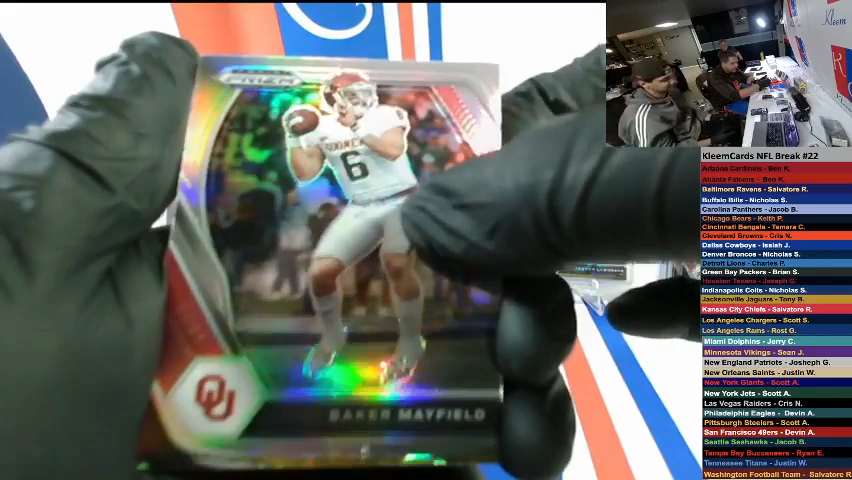 PRIZM
SOONERS
6
OU
BAKER MAYFIELD
Kleem
KleemCards NFL Break #22
Arizona Cardinals - Ben K.
Atlanta Falcons - Ben K.
Baltimore Ravens - Salvatore R.
Buffalo Bills - Nicholas S.
Carolina Panthers - Jacob B.
Chicago Bears - Keith P.
Cincinnati Bengals - Tamara C.
Cleveland Browns - Cris N.
Dallas Cowboys - Isaiah J.
Denver Broncos - Nicholas S.
Detroit Lions - Charles P.
Green Bay Packers - Brian S.
Houston Texans - Joseph G.
Indianapolis Colts - Nicholas S.
Jacksonville Jaguars - Tony B.
Kansas City Chiefs - Salvatore R.
Los Angeles Chargers - Scott S.
Los Angeles Rams - Rost G.
Miami Dolphins - Jerry C.
Minnesota Vikings - Sean J.
New England Patriots - Josheph G.
New Orleans Saints - Justin W.
New York Giants - Scott A.
New York Jets - Scott A.
Las Vegas Raiders - Cris N.
Philadelphia Eagles - Devin A.
Pittsburgh Steelers - Scott A.
San Francisco 49ers - Devin A.
Seattle Seahawks - Jacob B.
Tampa Bay Buccaneers - Ryan E.
Tennessee Titans - Justin W.
Washington Football Team - Salvatore R